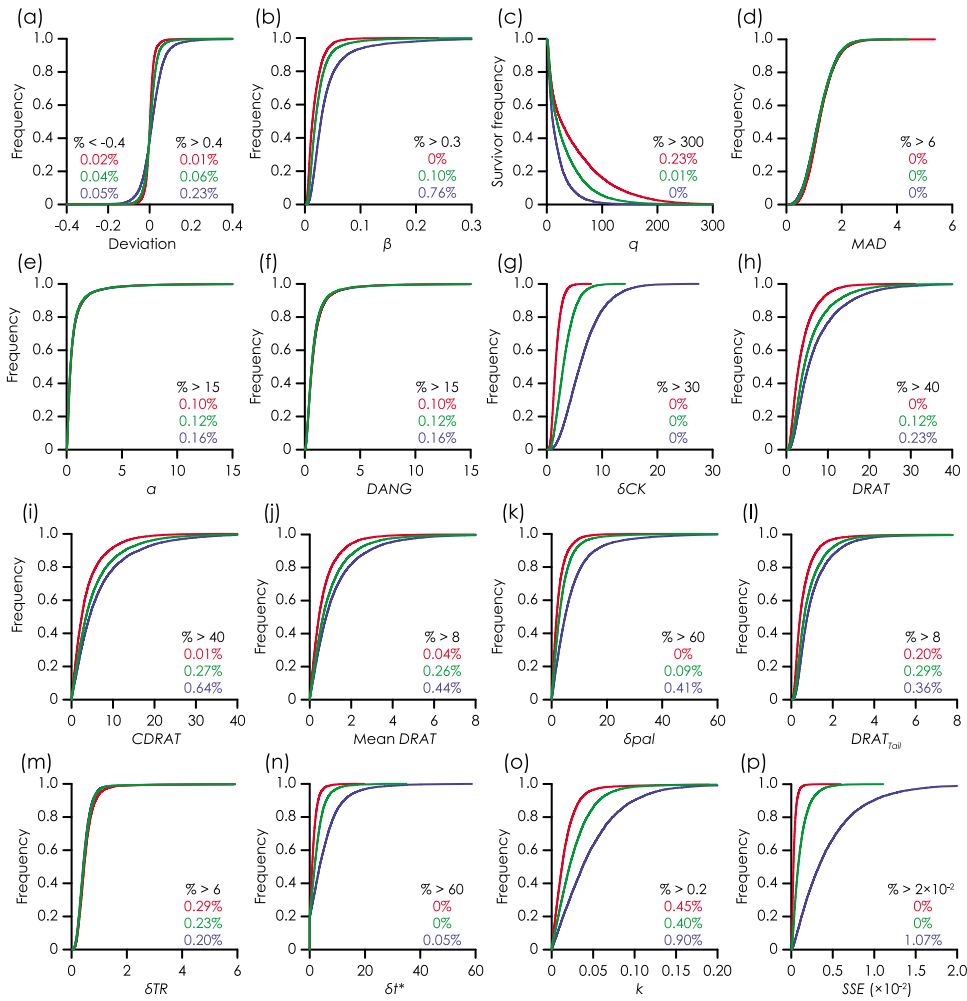 (a)
Frequency
1.0
0.8
0.6
0.4
0.2
0
% < -0.4
0.02%
0.04%
0.05%
% > 0.4
0.01%
0.06%
0.23%
-0.4 -0.2 0 0.2 0.4
Deviation
(b)
Frequency
1.0
0.8
0.6
0.4
0.2
0
% > 0.3
0%
0.10%
0.76%
0 0.1 0.2 0.3
β
(c)
Survivor frequency
1.0
0.8
0.6
0.4
0.2
0
% > 300
0.23%
0.01%
0%
0 100 200 300
q
(d)
Frequency
1.0
0.8
0.6
0.4
0.2
0
% > 6
0%
0%
0%
0 2 4 6
MAD
(e)
Frequency
1.0
0.8
0.6
0.4
0.2
0
% > 15
0.10%
0.12%
0.16%
0 5 10 15
α
(f)
Frequency
1.0
0.8
0.6
0.4
0.2
0
% > 15
0.10%
0.12%
0.16%
0 5 10 15
DANG
(g)
Frequency
1.0
0.8
0.6
0.4
0.2
0
% > 30
0%
0%
0%
0 10 20 30
δCK
(h)
Frequency
1.0
0.8
0.6
0.4
0.2
0
% > 40
0%
0.12%
0.23%
0 10 20 30 40
DRAT
(i)
Frequency
1.0
0.8
0.6
0.4
0.2
0
% > 40
0.01%
0.27%
0.64%
0 10 20 30 40
CDRAT
(j)
Frequency
1.0
0.8
0.6
0.4
0.2
0
% > 8
0.04%
0.26%
0.44%
0 2 4 6 8
Mean DRAT
(k)
Frequency
1.0
0.8
0.6
0.4
0.2
0
% > 60
0%
0.09%
0.41%
0 20 40 60
δpal
(l)
Frequency
1.0
0.8
0.6
0.4
0.2
0
% > 8
0.20%
0.29%
0.36%
0 2 4 6 8
DRAT Tail
(m)
Frequency
1.0
0.8
0.6
0.4
0.2
0
% > 6
0.29%
0.23%
0.20%
0 2 4 6
δTR
(n)
Frequency
1.0
0.8
0.6
0.4
0.2
0
% > 60
0%
0%
0.05%
0 20 40 60
δt*
(o)
Frequency
1.0
0.8
0.6
0.4
0.2
0
% > 0.2
0.45%
0.40%
0.90%
0 0.05 0.10 0.15 0.20
k
(p)
Frequency
1.0
0.8
0.6
0.4
0.2
0
% > 2×10⁻²
0%
0%
1.07%
0 0.5 1.0 1.5 2.0
SSE (×10⁻²)